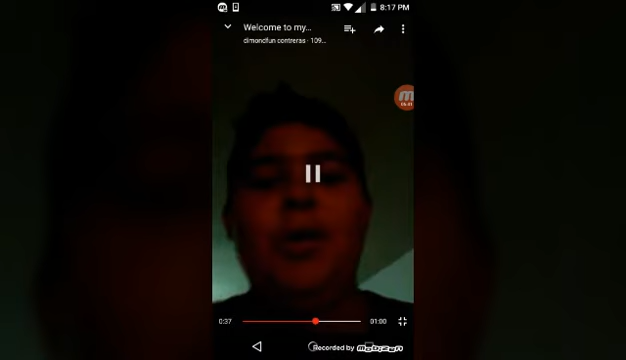 8:17 PM
Welcome to my...
dimondfun contreras · 109...
0:37
01:00
Recorded by mobizen